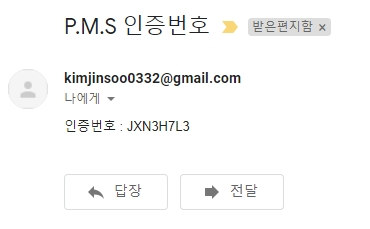 P.M.S 인증번호 받은편지함 ×
kimjinsoo0332@gmail.com
나에게
인증번호 : JXN3H7L3
답장 전달